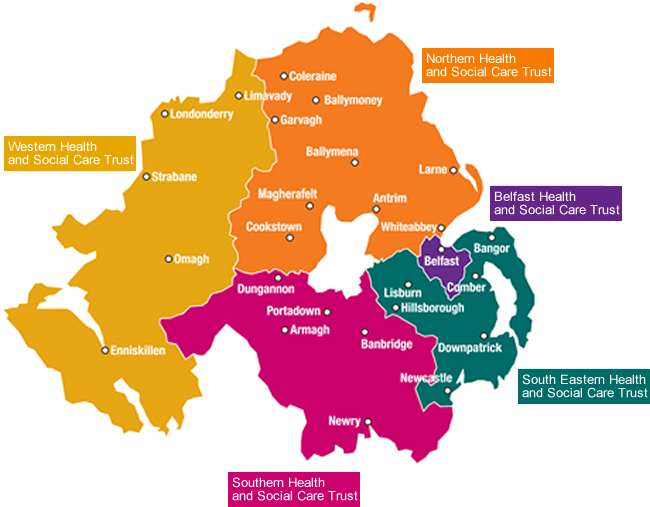 Northern Health
and Social Care Trust
Coleraine
Limavady
Ballymoney
Londonderry
Garvagh
Western Health
and Social Care Trust
Ballymena
Larne
Strabane
Magherafelt
Antrim
Belfast Health
and Social Care Trust
Cookstown
Whiteabbey
Bangor
Omagh
Belfast
Dungannon
Lisburn
Comber
Portadown
Hillsborough
Armagh
Banbridge
Enniskillen
Downpatrick
Newcastle
South Eastern Health
and Social Care Trust
Newry
Southern Health
and Social Care Trust